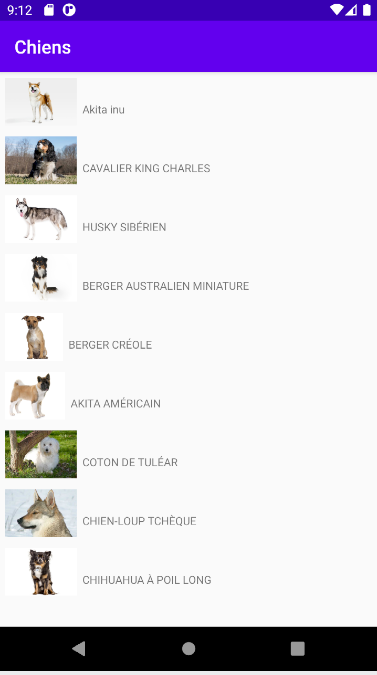 9:12
Chiens
Akita inu
CAVALIER KING CHARLES
HUSKY SIBÉRIEN
BERGER AUSTRALIEN MINIATURE
BERGER CRÉOLE
AKITA AMÉRICAIN
COTON DE TULÉAR
CHIEN-LOUP TCHÈQUE
CHIHUAHUA À POIL LONG